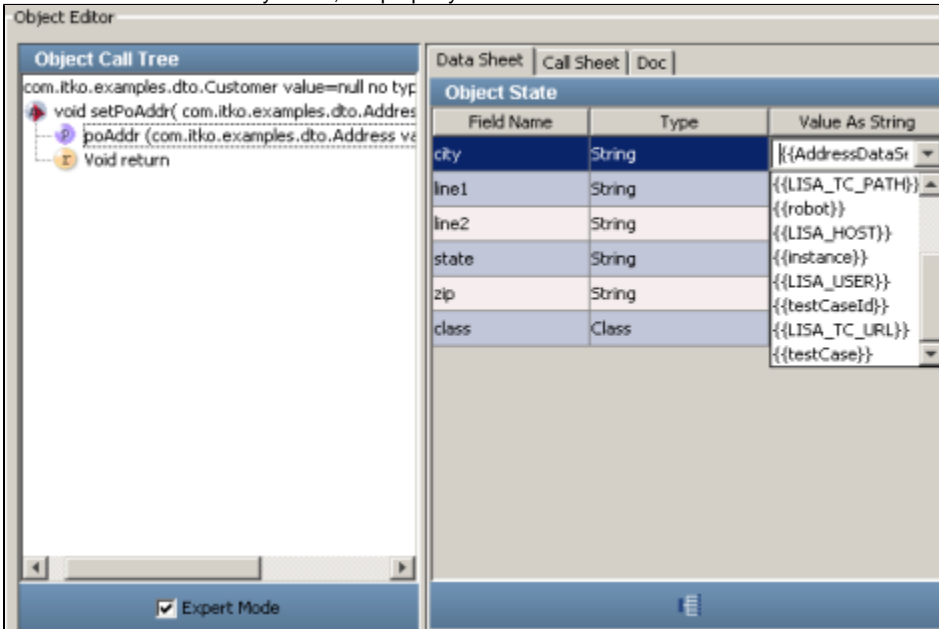 Object Editor
Object Call Tree
com.itko.examples.dto.Customer value=null no typ
void setPoAddr( com.itko.examples.dto.Addres
poAddr (com.itko.examples.dto.Address va
Void return
Expert Mode
Data Sheet Call Sheet Doc
Object State
Field Name Type Value As String
city String {{AddressDataSe
line1 String
line2 String
state String
zip String
class Class
{{LISA_TC_PATH}}
{{robot}}
{{LISA_HOST}}
{{instance}}
{{LISA_USER}}
{{testCaseId}}
{{LISA_TC_URL}}
{{testCase}}